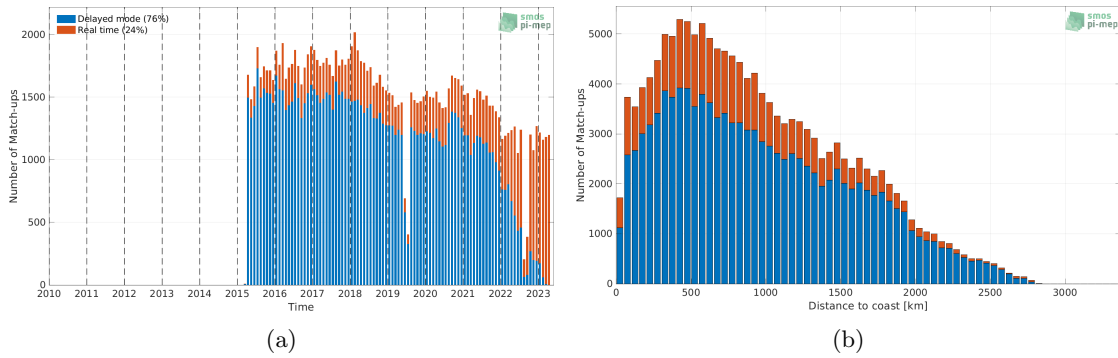 Delayed mode (76%)
Real time (24%)
smos
pi-mep
2000
1500
1000
500
0
Number of Match-ups
2010 2011 2012 2013 2014 2015 2016 2017 2018 2019 2020 2021 2022 2023
Time
(a)
smos
pi-mep
5000
4000
3000
2000
1000
0
Number of Match-ups
0 500 1000 1500 2000 2500 3000
Distance to coast [km]
(b)